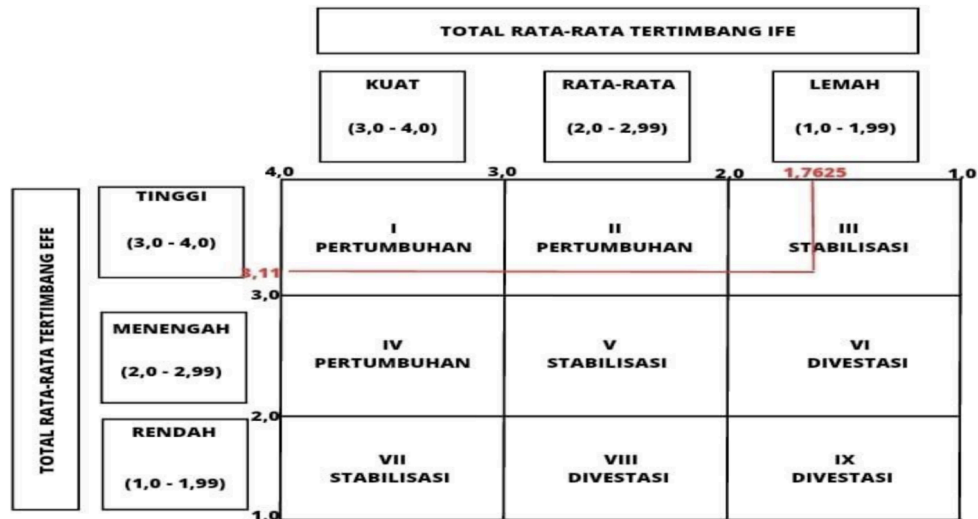 TOTAL RATA-RATA TERTIMBANG IFE
KUAT
(3,0 - 4,0)
RATA-RATA
(2,0 - 2,99)
LEMAH
(1,0 - 1,99)
4,0
3,0
2,0
1,7625
1,0
TOTAL RATA-RATA TERTIMBANG EFE
TINGGI
(3,0 - 4,0)
I
PERTUMBUHAN
II
PERTUMBUHAN
III
STABILISASI
3,11
3,0
MENENGAH
(2,0 - 2,99)
IV
PERTUMBUHAN
V
STABILISASI
VI
DIVESTASI
2,0
RENDAH
(1,0 - 1,99)
VII
STABILISASI
VIII
DIVESTASI
IX
DIVESTASI
1,0